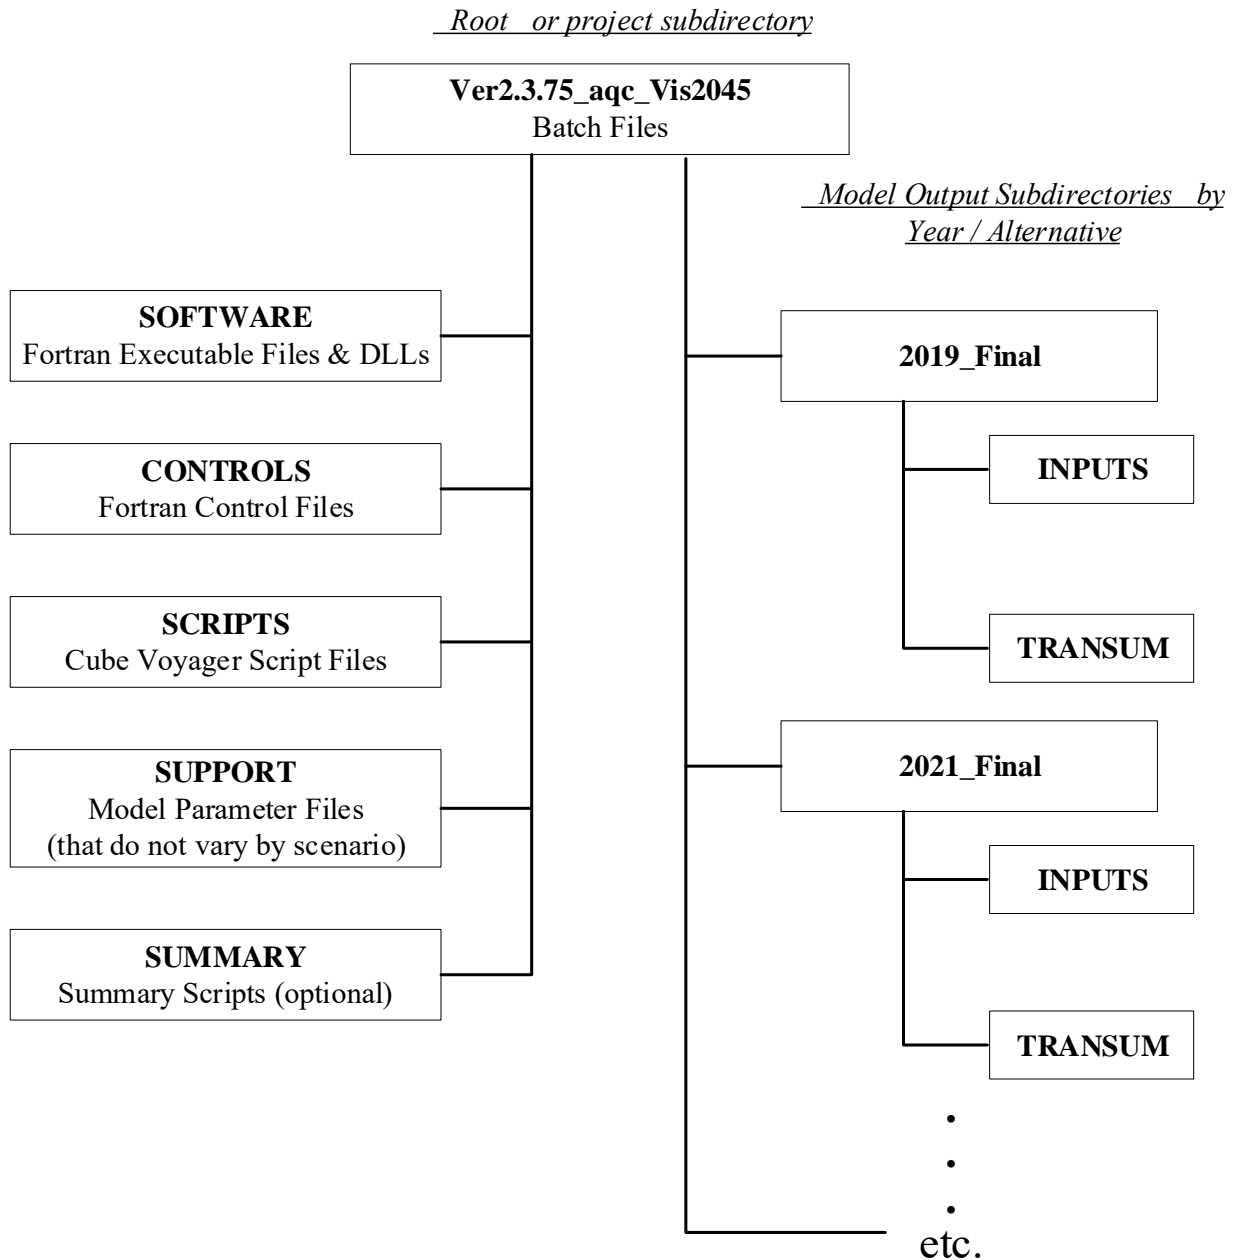 Root or project subdirectory
Ver2.3.75_aqc_Vis2045
Batch Files
Model Output Subdirectories by
Year / Alternative
SOFTWARE
Fortran Executable Files & DLLs
CONTROLS
Fortran Control Files
SCRIPTS
Cube Voyager Script Files
SUPPORT
Model Parameter Files
(that do not vary by scenario)
SUMMARY
Summary Scripts (optional)
2019_Final
INPUTS
TRANSUM
2021_Final
INPUTS
TRANSUM
.
.
.
etc.